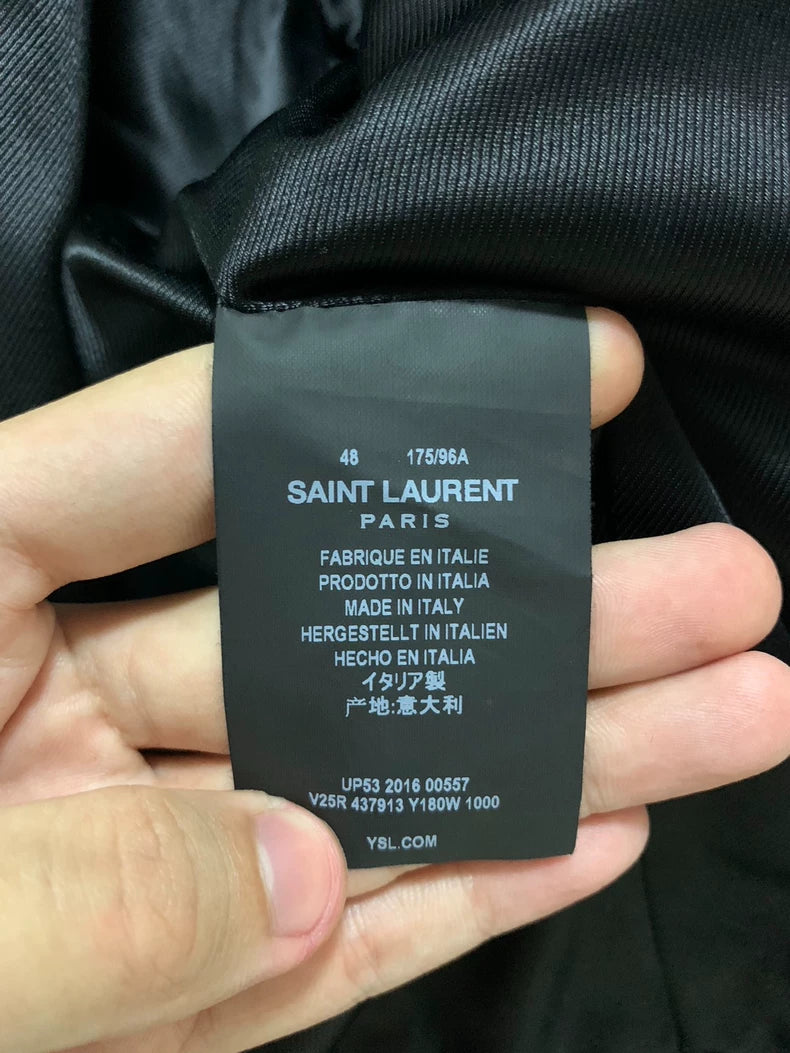 48 175/96A
SAINT LAURENT
PARIS
FABRIQUE EN ITALIE
PRODOTTO IN ITALIA
MADE IN ITALY
HERGESTELLT IN ITALIEN
HECHO EN ITALIA
イタリア製
产地:意大利
UP53 2016 00557
V25R 437913 Y180W 1000
YSL.COM